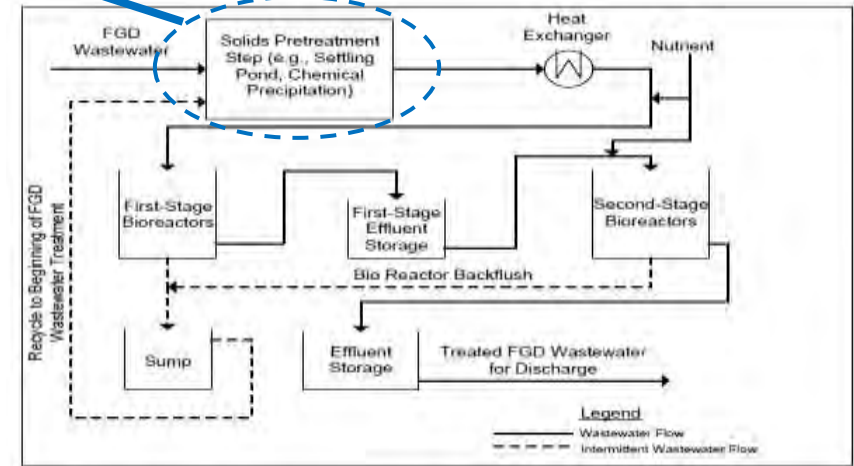 FGD
Wastewater
Solids Pretreatment
Step (e.g., Settling
Pond, Chemical
Precipitation)
Heat
Exchanger
Nutrient
First-Stage
Bioreactors
First-Stage
Effluent
Storage
Second-Stage
Bioreactors
Bio Reactor Backflush
Recycle to Beginning of FGD
Wastewater Treatment
Sump
Effluent
Storage
Treated FGD Wastewater
for Discharge
Legend
Wastewater Flow
Intermittent Wastewater Flow